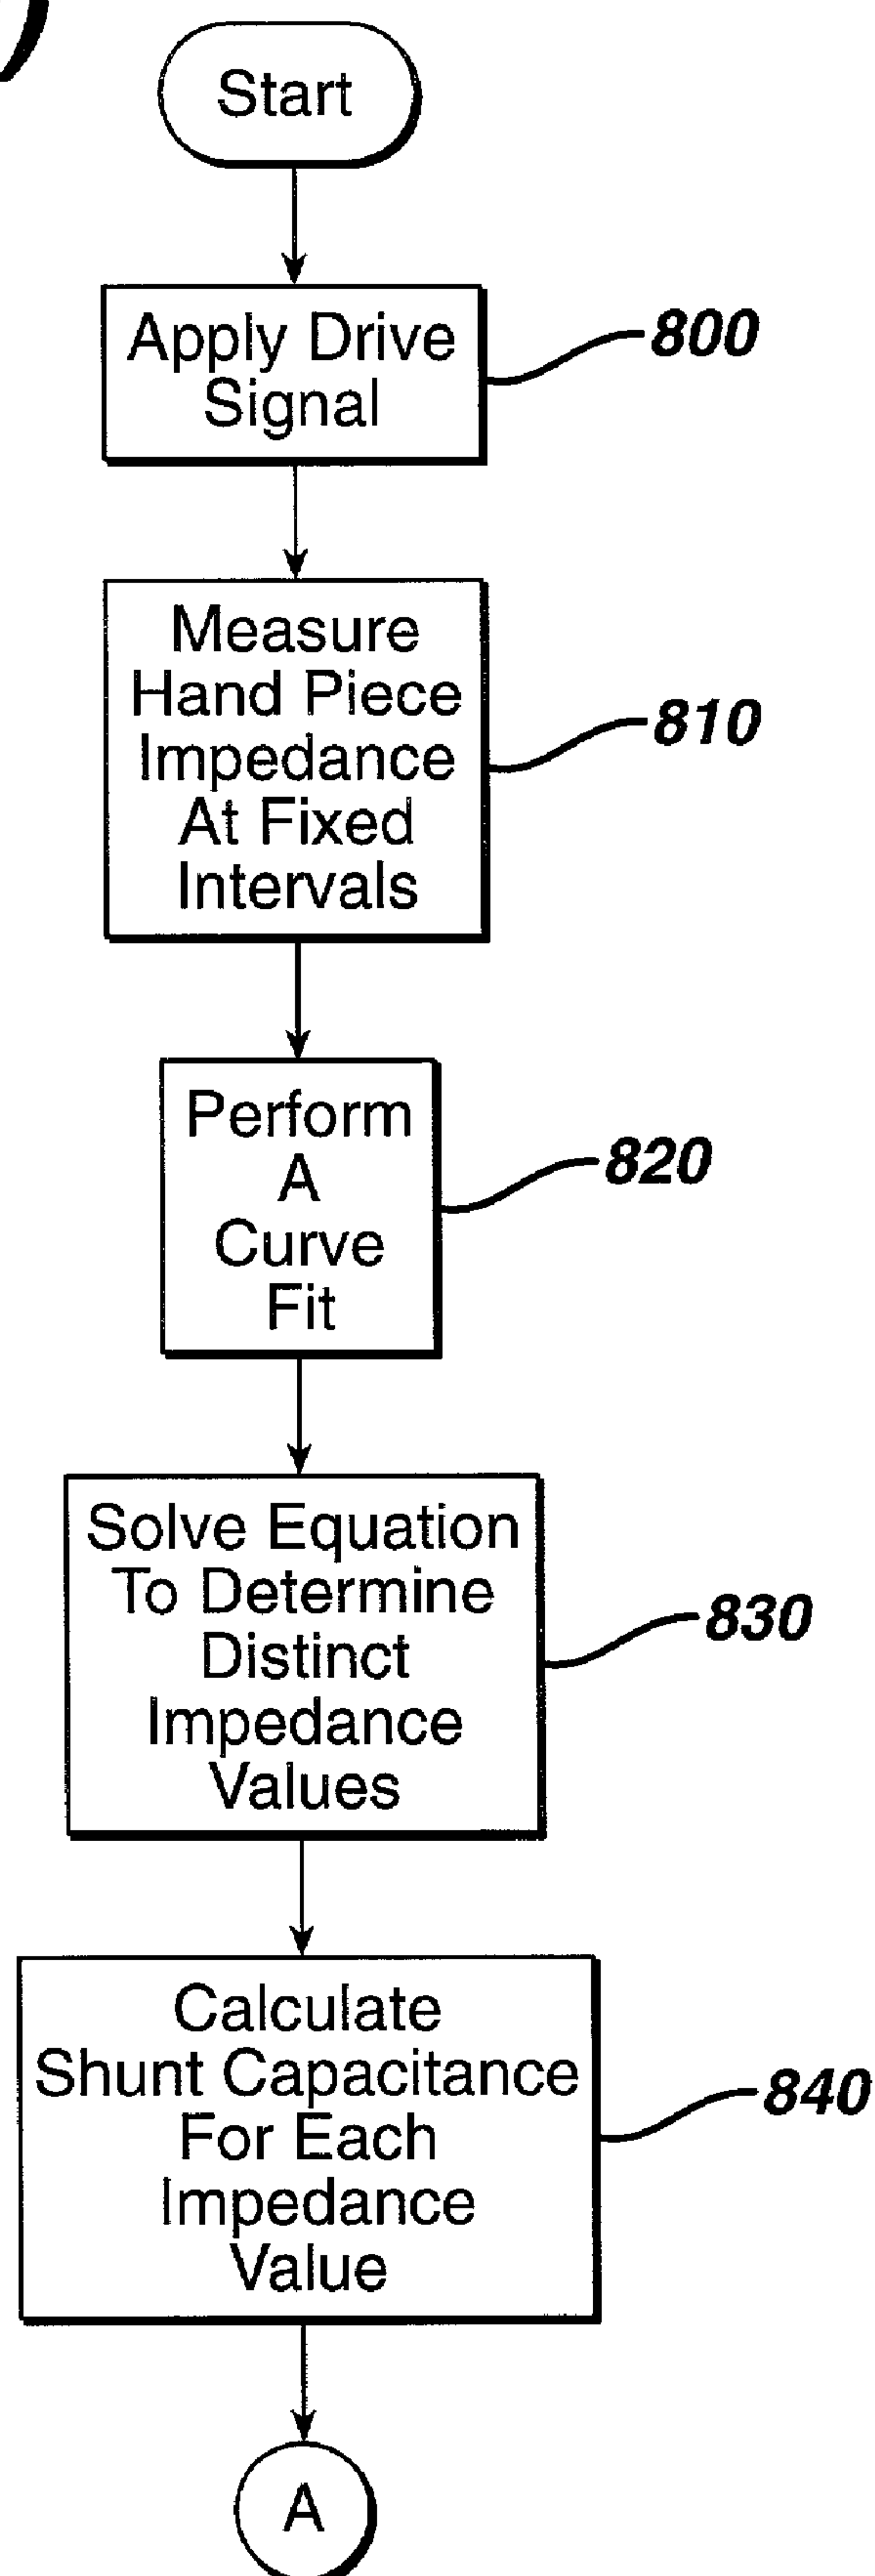 Start
Apply Drive
Signal
800
Measure
Hand Piece
Impedance
At Fixed
Intervals
810
Perform
A
Curve
Fit
820
Solve Equation
To Determine
Distinct
Impedance
Values
830
Calculate
Shunt Capacitance
For Each
Impedance
Value
840
A